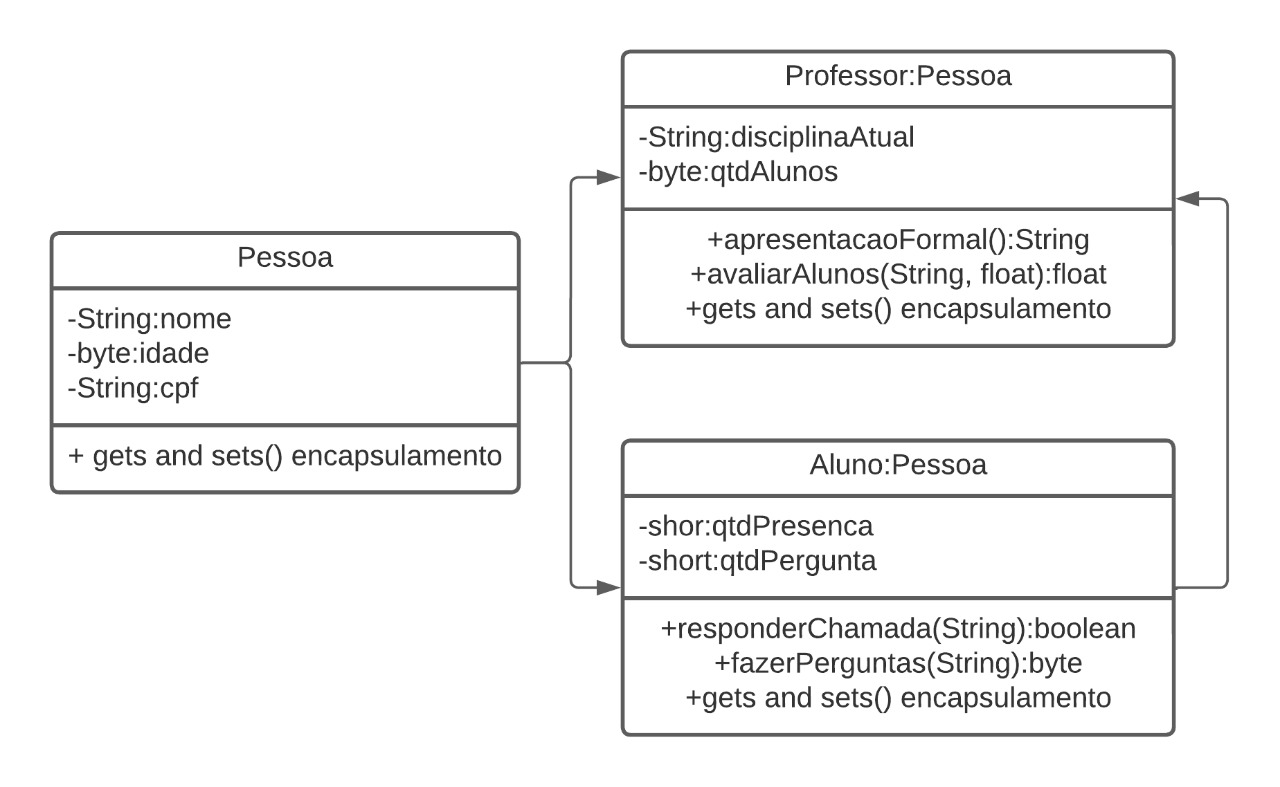 Pessoa
-String:nome
-byte:idade
-String:cpf
+ gets and sets() encapsulamento
Professor:Pessoa
-String:disciplinaAtual
-byte:qtdAlunos
+apresentacaoFormal():String
+avaliarAlunos(String, float):float
+gets and sets() encapsulamento
Aluno:Pessoa
-shor:qtdPresenca
-short:qtdPergunta
+responderChamada(String):boolean
+fazerPerguntas(String):byte
+gets and sets() encapsulamento